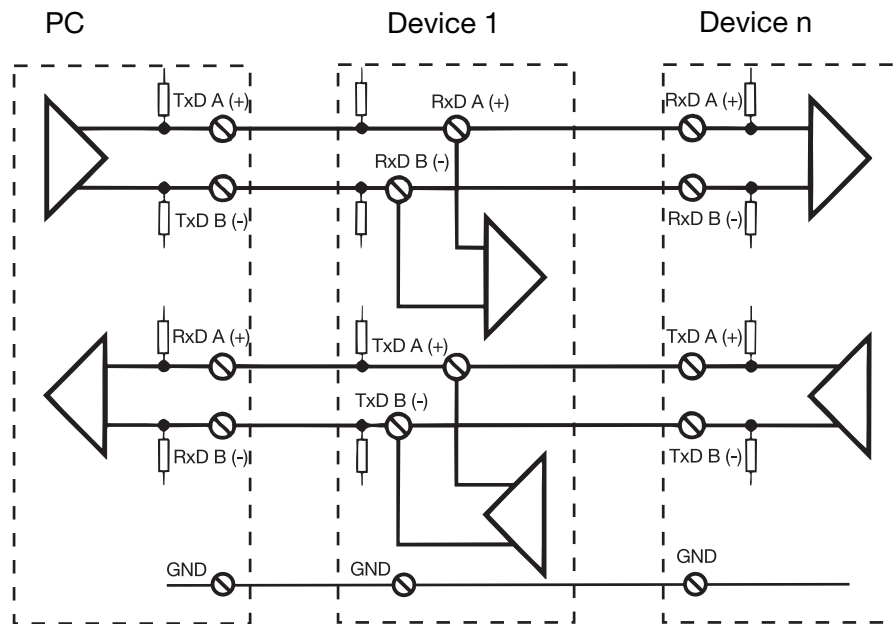 PC
Device 1
Device n
TxD A (+)
RxD A (+)
RxD A (+)
RxD B (-)
TxD B (-)
RxD B (-)
RxD A (+)
TxD A (+)
TxD A (+)
TxD B (-)
RxD B (-)
TxD B (-)
GND
GND
GND